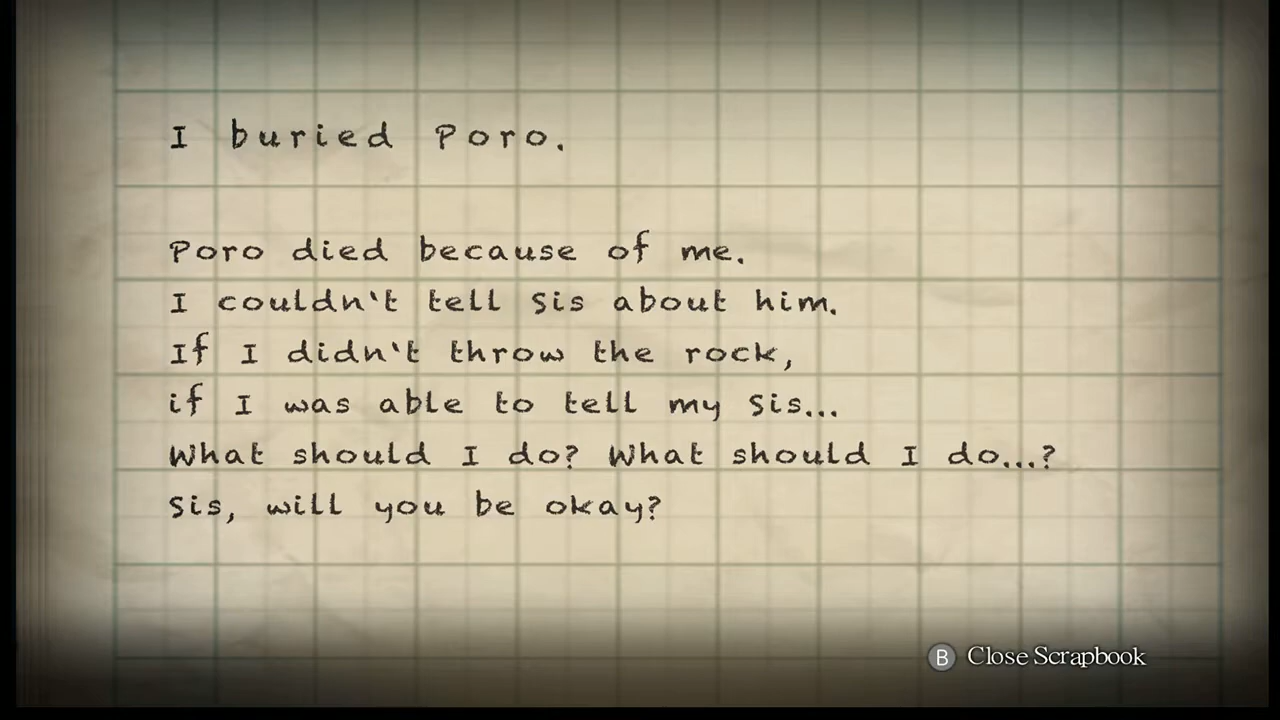 I buried Poro.
Poro died because of me.
I couldn't tell Sis about him.
If I didn't throw the rock,
if I was able to tell my Sis...
What should I do? What should I do...?
Sis, will you be okay?
B Close Scrapbook